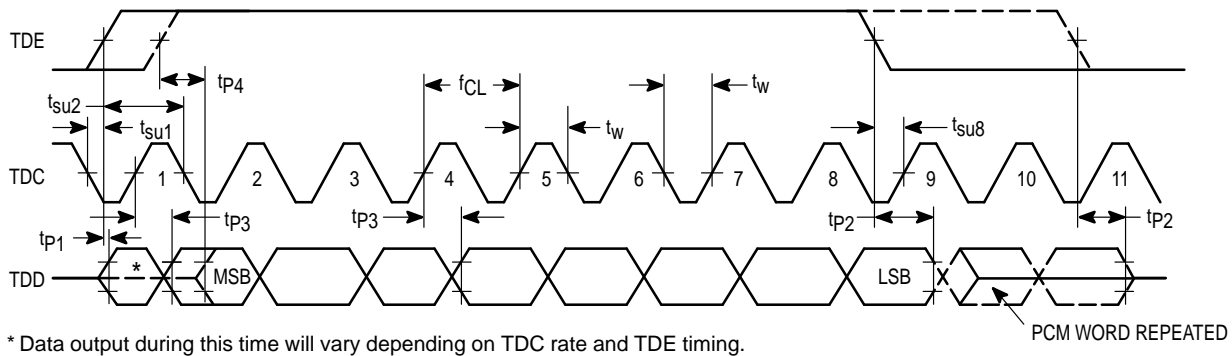 TDE
tP4
fCL
tw
tsu2
tsu1
tw
tsu8
TDC
1 2 3 4 5 6 7 8 9 10 11
tP3
tP3
tP2
tP2
tP1
TDD
* MSB LSB
PCM WORD REPEATED
* Data output during this time will vary depending on TDC rate and TDE timing.